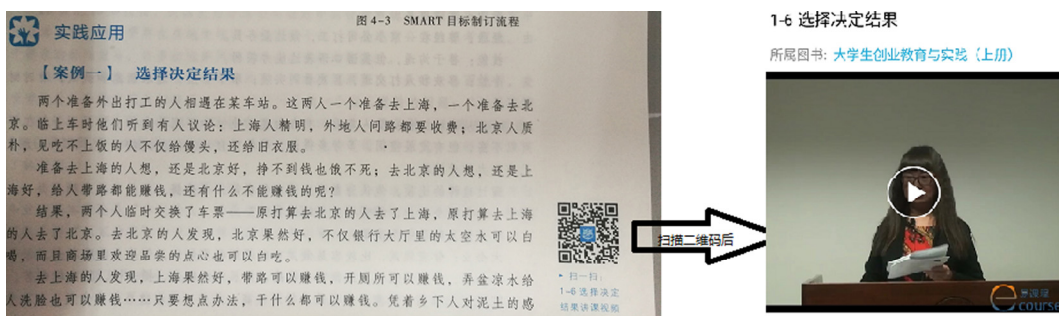 图 4-3 SMART 目标制订流程
实践应用
【案例一】 选择决定结果
两个准备外出打工的人相遇在某车站。这两人一个准备去上海，一个准备去北
京。临上车时他们听到有人议论：上海人精明，外地人问路都要收费；北京人质
朴，见吃不上饭的人不仅给馒头，还给旧衣服。
准备去上海的人想，还是北京好，挣不到钱也饿不死；去北京的人想，还是上
海好，给人带路都能赚钱，还有什么不能赚钱的呢？
结果，两个人临时交换了车票——原打算去北京的人去了上海，原打算去上海
的人去了北京。去北京的人发现，北京果然好，不仅银行大厅里的太空水可以白
喝，而且商场里欢迎品尝的点心也可以白吃。
去上海的人发现，上海果然好，带路可以赚钱，开厕所可以赚钱，弄盆凉水给
人洗脸也可以赚钱……只要想点办法，干什么都可以赚钱。凭着乡下人对泥土的感
扫一扫：
1-6 选择决定
结果讲课视频
扫描二维码后
1-6 选择决定结果
所属图书：大学生创业教育与实践（上册）
易课程
ecourse